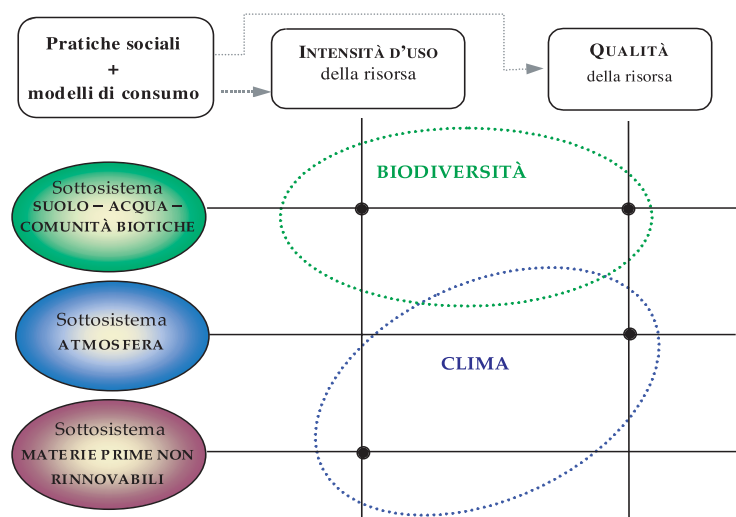 Pratiche sociali
+
modelli di consumo
INTENSITÀ D'USO
della risorsa
QUALITÀ
della risorsa
BIODIVERSITÀ
Sottosistema
SUOLO – ACQUA –
COMUNITÀ BIOTICHE
Sottosistema
ATMOSFERA
CLIMA
Sottosistema
MATERIE PRIME NON
RINNOVABILI